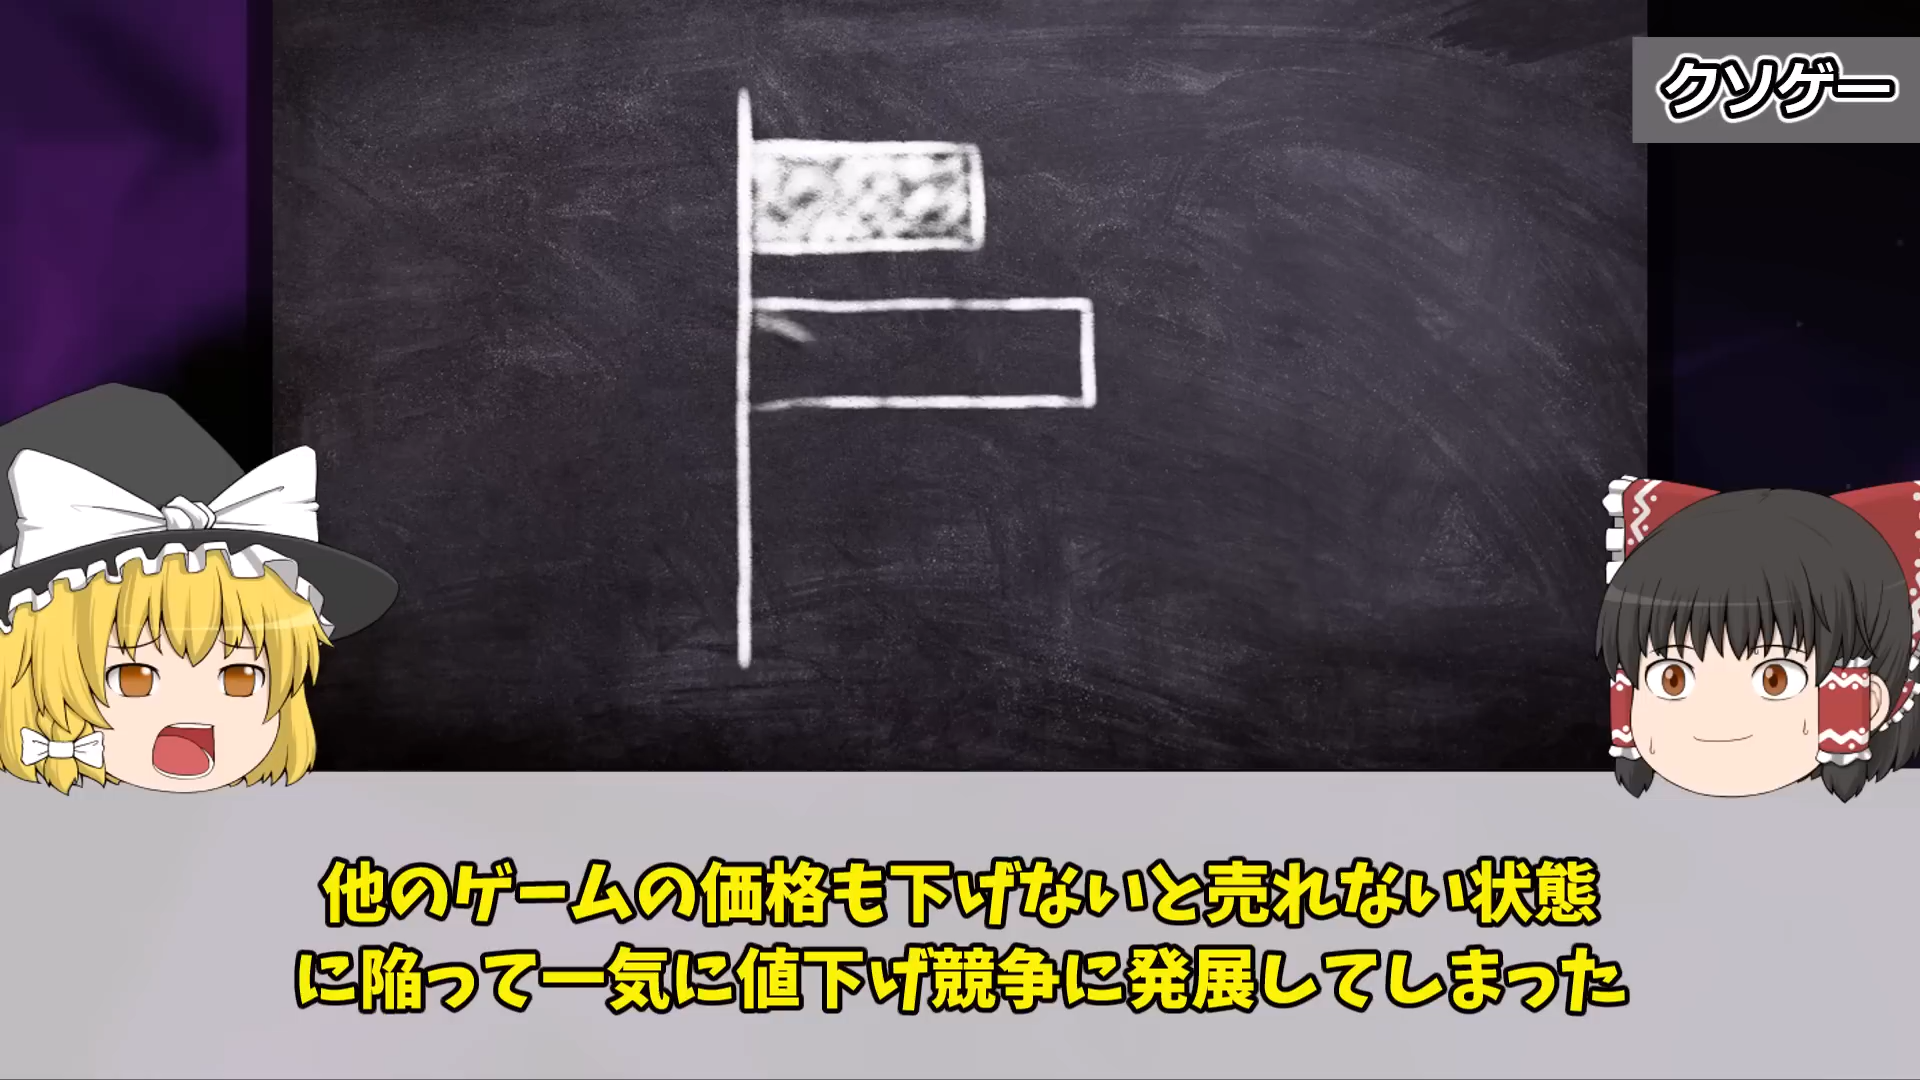 クソゲー
他のゲームの価格も下げないと売れない状態
に陥って一気に値下げ競争に発展してしまった